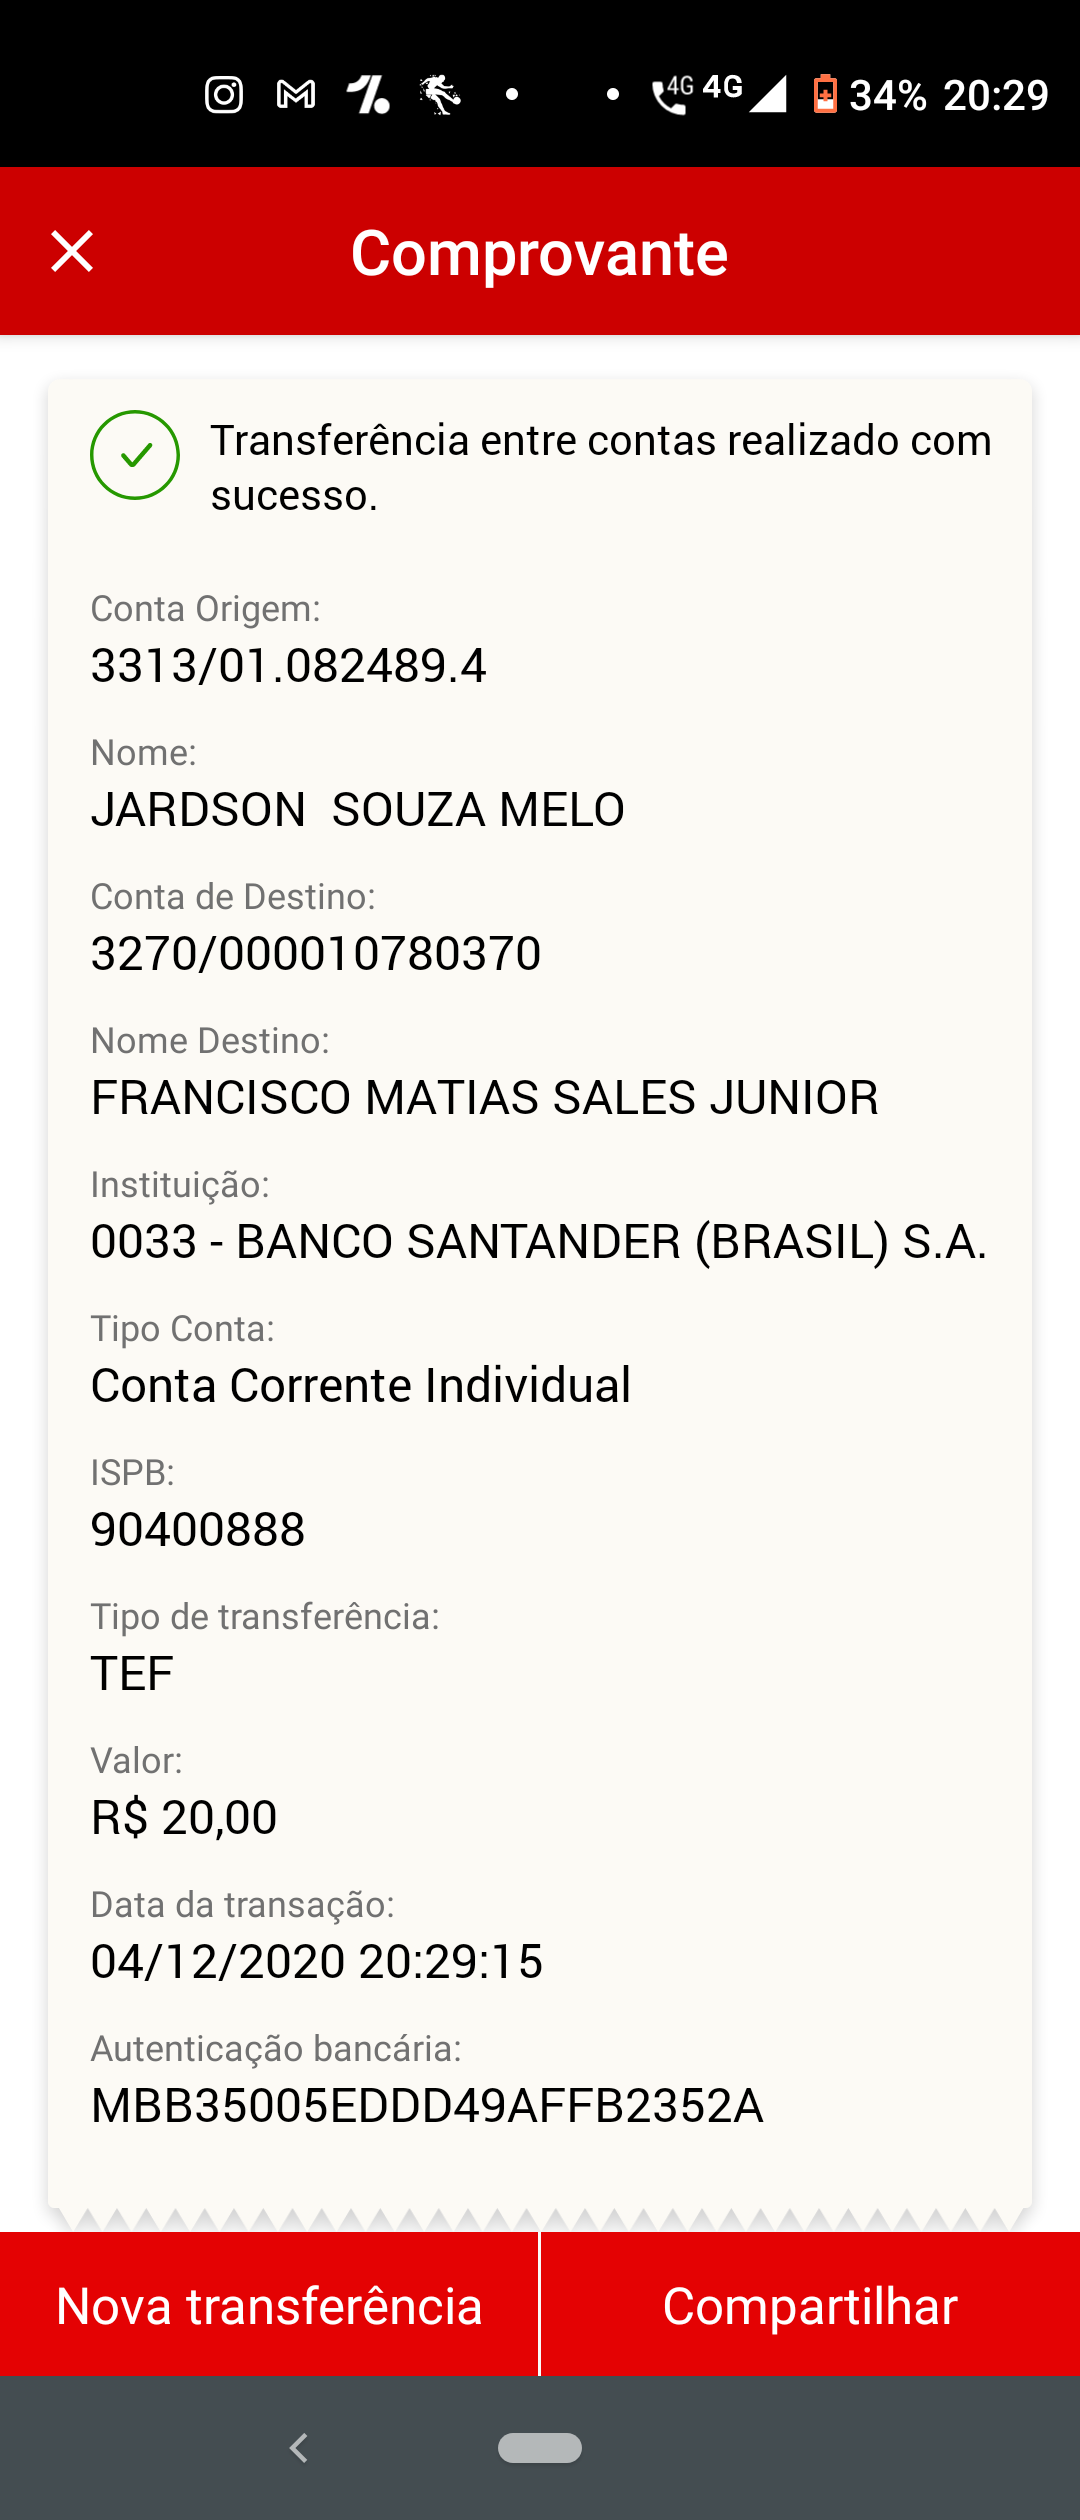 4G 4G 34% 20:29
Comprovante
Transferência entre contas realizado com
sucesso.
Conta Origem:
3313/01.082489.4
Nome:
JARDSON  SOUZA MELO
Conta de Destino:
3270/000010780370
Nome Destino:
FRANCISCO MATIAS SALES JUNIOR
Instituição:
0033 - BANCO SANTANDER (BRASIL) S.A.
Tipo Conta:
Conta Corrente Individual
ISPB:
90400888
Tipo de transferência:
TEF
Valor:
R$ 20,00
Data da transação:
04/12/2020 20:29:15
Autenticação bancária:
MBB35005EDDD49AFFB2352A
Nova transferência
Compartilhar